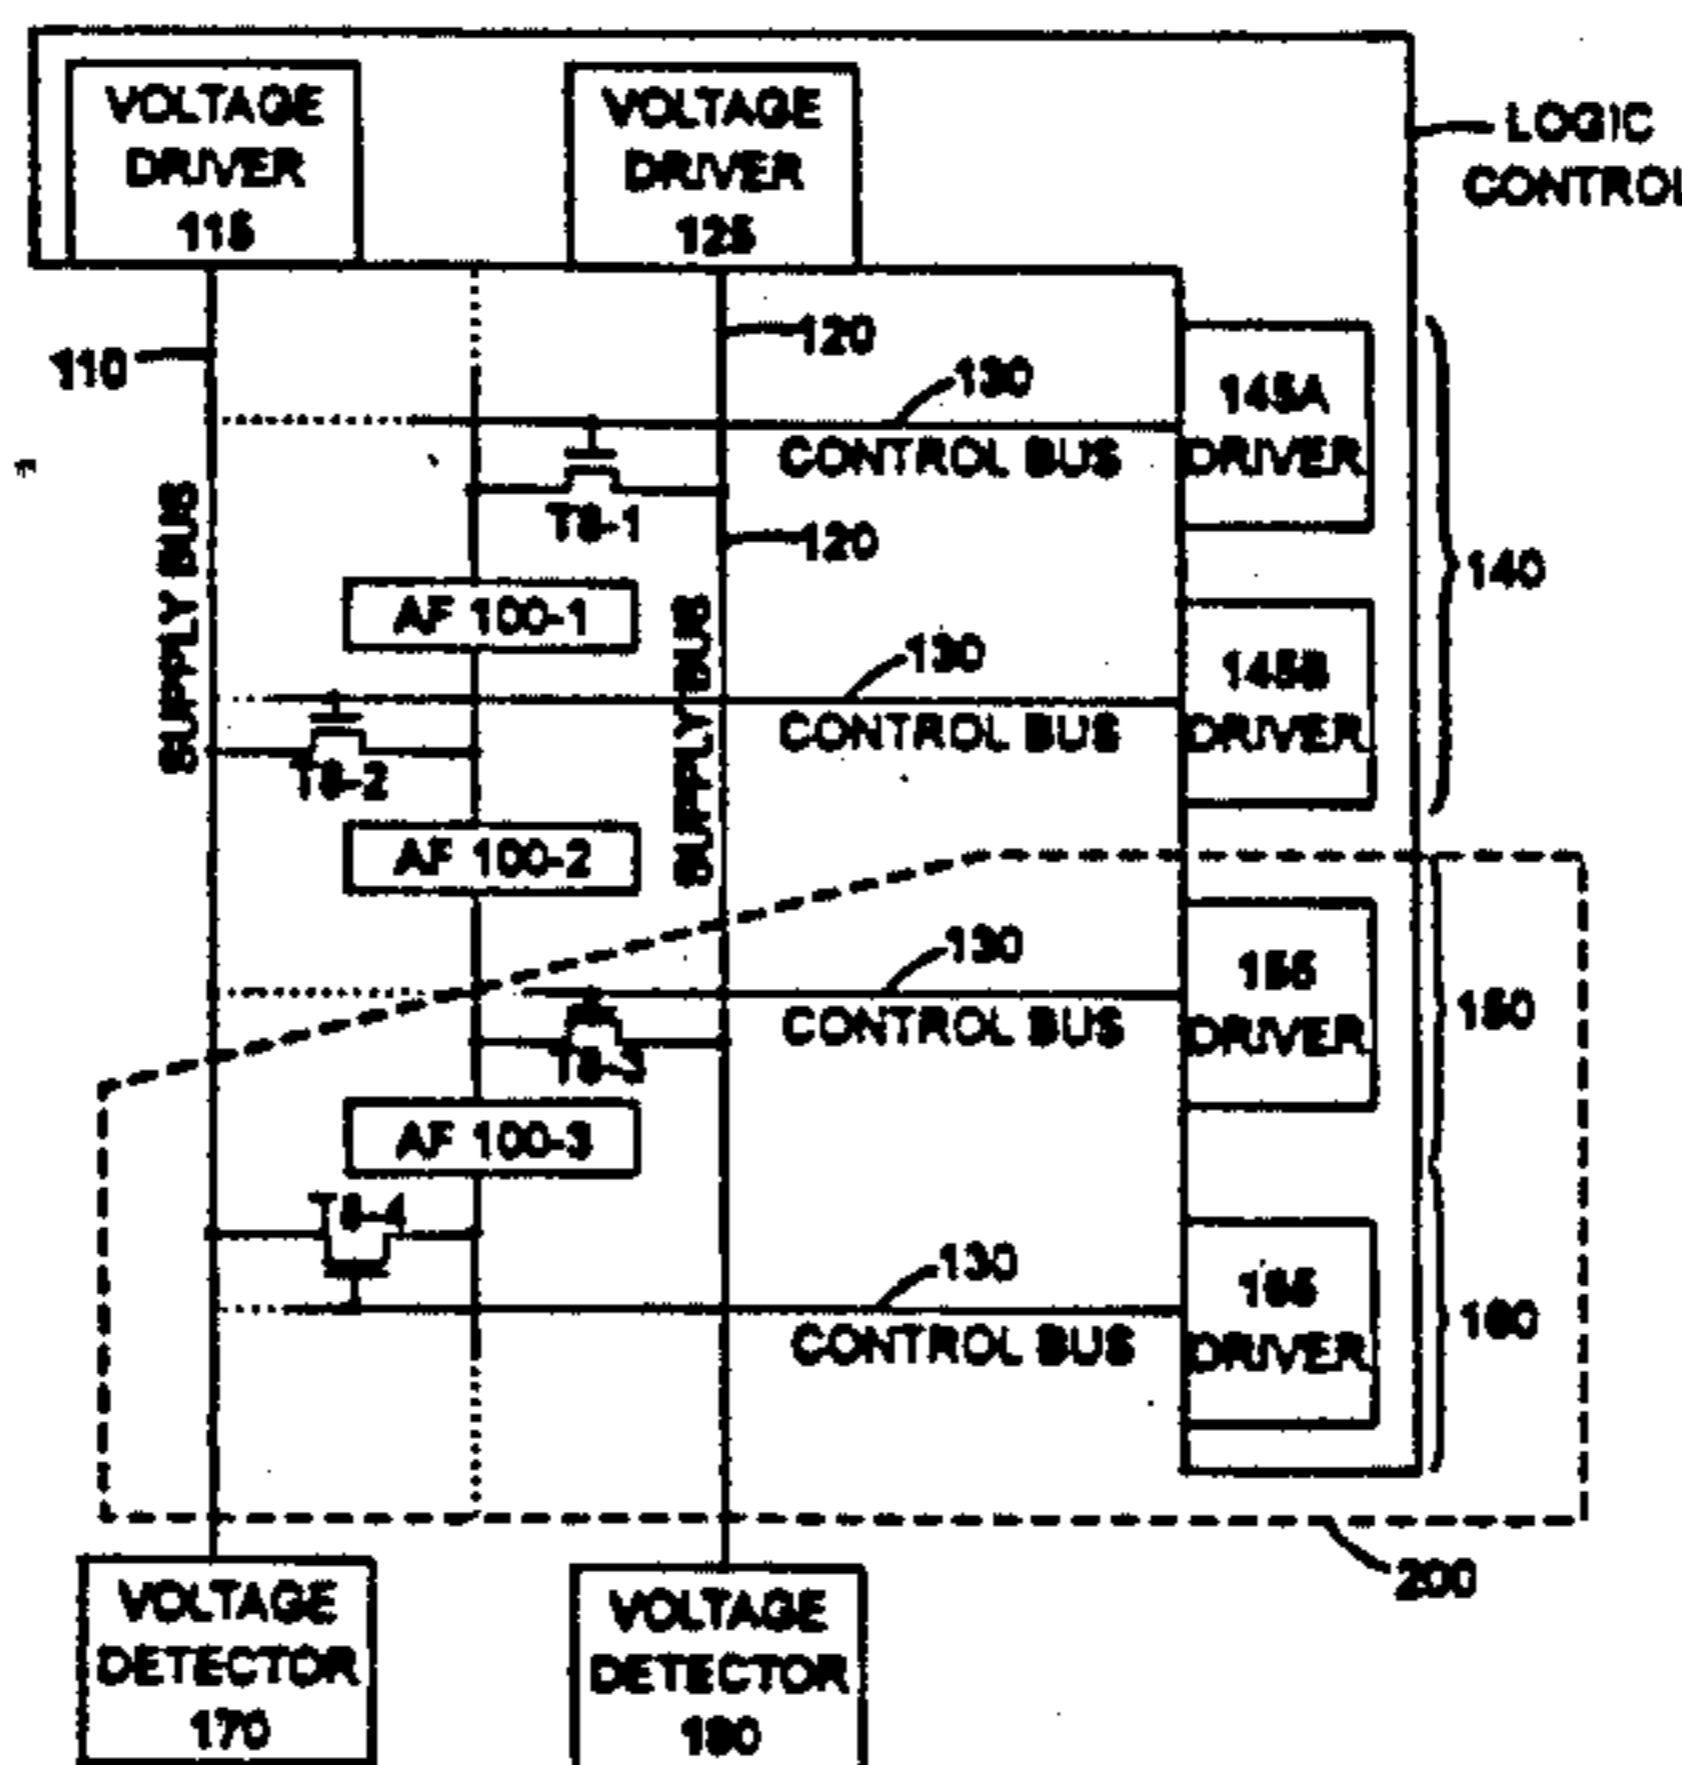 VOLTAGE
DRIVER
115
VOLTAGE
DRIVER
125
LOGIC
CONTROL
110
120
130
CONTROL BUS
145A
DRIVER
T8-1
120
140
SUPPLY BUS
AF 100-1
SUPPLY BUS
130
CONTROL BUS
145B
DRIVER
T8-2
AF 100-2
130
CONTROL BUS
155
DRIVER
150
AF 100-3
T8-4
130
CONTROL BUS
165
DRIVER
160
200
VOLTAGE
DETECTOR
170
VOLTAGE
DETECTOR